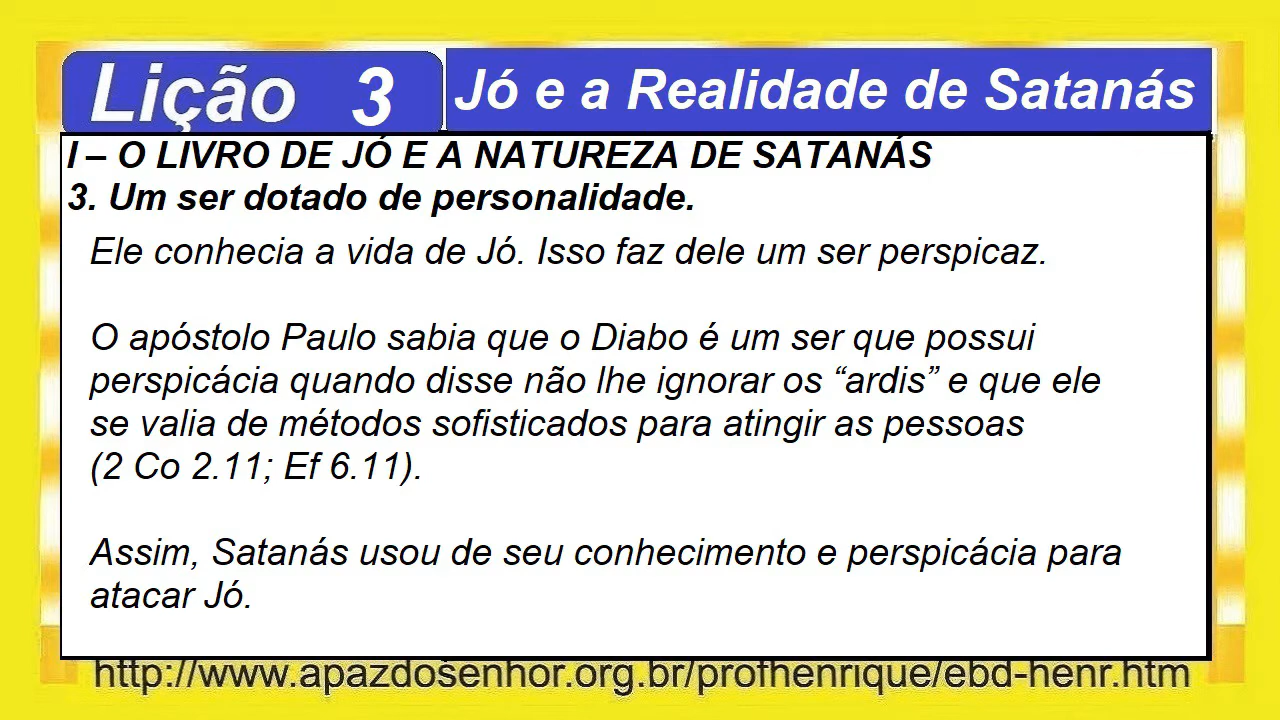 Lição 3 Jó e a Realidade de Satanás
I – O LIVRO DE JÓ E A NATUREZA DE SATANÁS
3. Um ser dotado de personalidade.
Ele conhecia a vida de Jó. Isso faz dele um ser perspicaz.
O apóstolo Paulo sabia que o Diabo é um ser que possui
perspicácia quando disse não lhe ignorar os “ardis” e que ele
se valia de métodos sofisticados para atingir as pessoas
(2 Co 2.11; Ef 6.11).
Assim, Satanás usou de seu conhecimento e perspicácia para
atacar Jó.
http://www.apazdosenhor.org.br/profhenrique/ebd-henr.htm